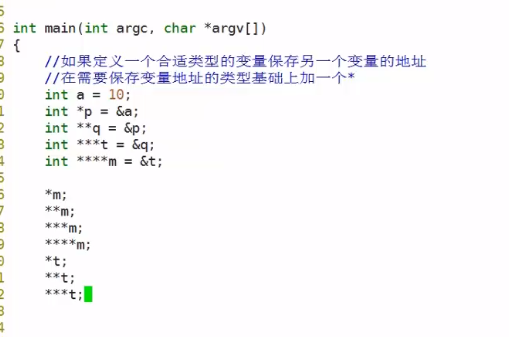 5
6 int main(int argc, char *argv[])
7 {
8 //如果定义一个合适类型的变量保存另一个变量的地址
9 //在需要保存变量地址的类型基础上加一个*
0 int a = 10;
1 int *p = &a;
2 int **q = &p;
3 int ***t = &q;
4 int ****m = &t;
5
6 *m;
7 **m;
8 ***m;
9 ****m;
0 *t;
1 **t;
2 ***t;
3
4